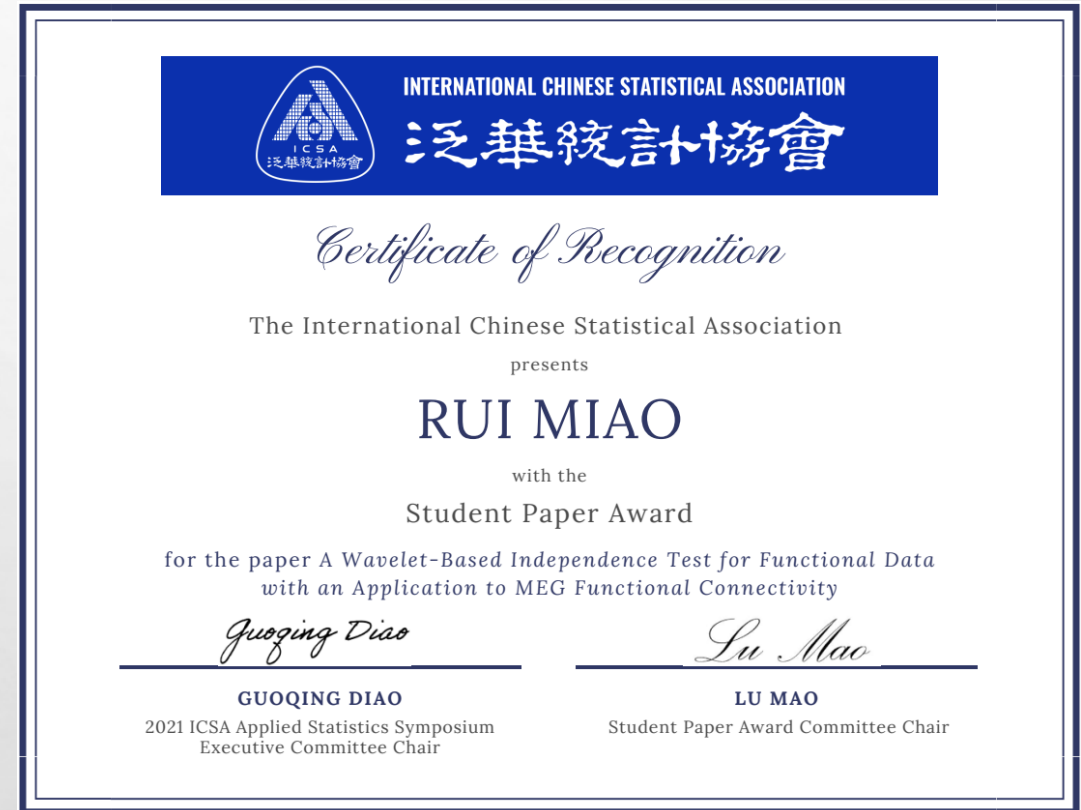 INTERNATIONAL CHINESE STATISTICAL ASSOCIATION
泛華統計協會
ICSA
泛華統計協會
Certificate of Recognition
The International Chinese Statistical Association
presents
RUI MIAO
with the
Student Paper Award
for the paper A Wavelet-Based Independence Test for Functional Data
with an Application to MEG Functional Connectivity
Guoqing Diao
Lu Mao
GUOQING DIAO
LU MAO
2021 ICSA Applied Statistics Symposium
Executive Committee Chair
Student Paper Award Committee Chair